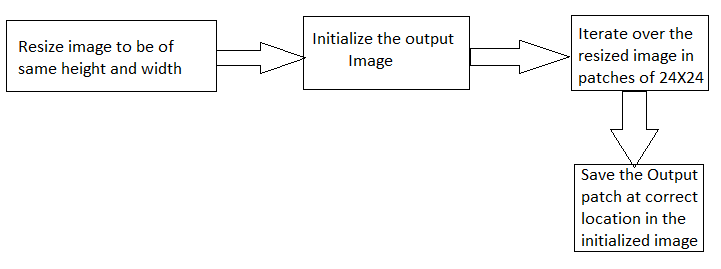 Resize image to be of
same height and width
Initialize the output
Image
Iterate over the
resized image in
patches of 24X24
Save the Output
patch at correct
location in the
initialized image